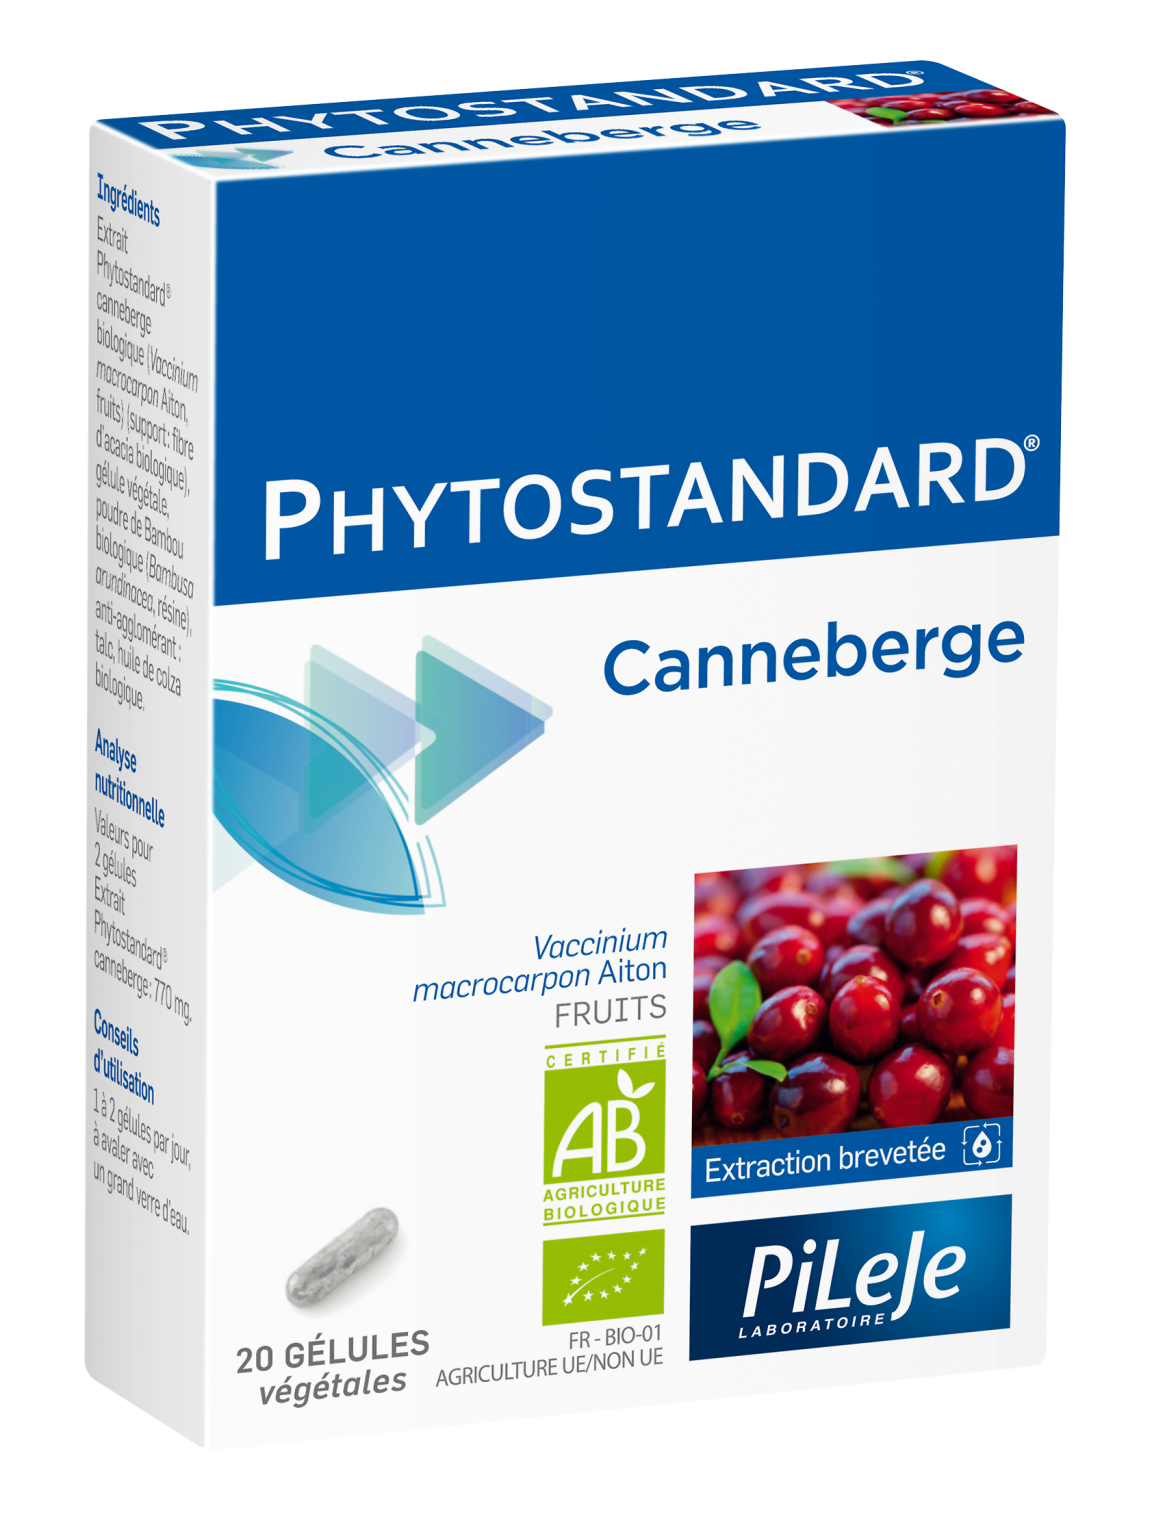 PHYTOSTANDARD®
Canneberge
Ingrédients
Extrait
Phytostandard®
canneberge
biologique (Vaccinium
macrocarpon Aiton,
fruits) (support : fibre
d'acacia biologique),
gélule végétale,
poudre de Bambou
biologique (Bambusa
arundinacea, résine),
anti-agglomérant :
talc, huile de colza
biologique.
Analyse
nutritionnelle
Valeurs pour
2 gélules
Extrait
Phytostandard®
canneberge : 770 mg.
Conseils
d'utilisation
1 à 2 gélules par jour,
à avaler avec
un grand verre d'eau.
PHYTOSTANDARD®
Canneberge
Vaccinium
macrocarpon Aiton
FRUITS
CERTIFIÉ
AB
AGRICULTURE
BIOLOGIQUE
FR - BIO-01
AGRICULTURE UE/NON UE
20 GÉLULES
végétales
Extraction brevetée
PiLeJe
LABORATOIRE